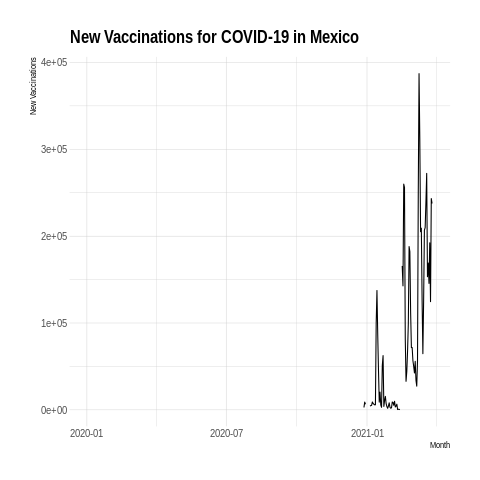 New Vaccinations for COVID-19 in Mexico
New Vaccinations
4e+05
3e+05
2e+05
1e+05
0e+00
2020-01
2020-07
2021-01
Month